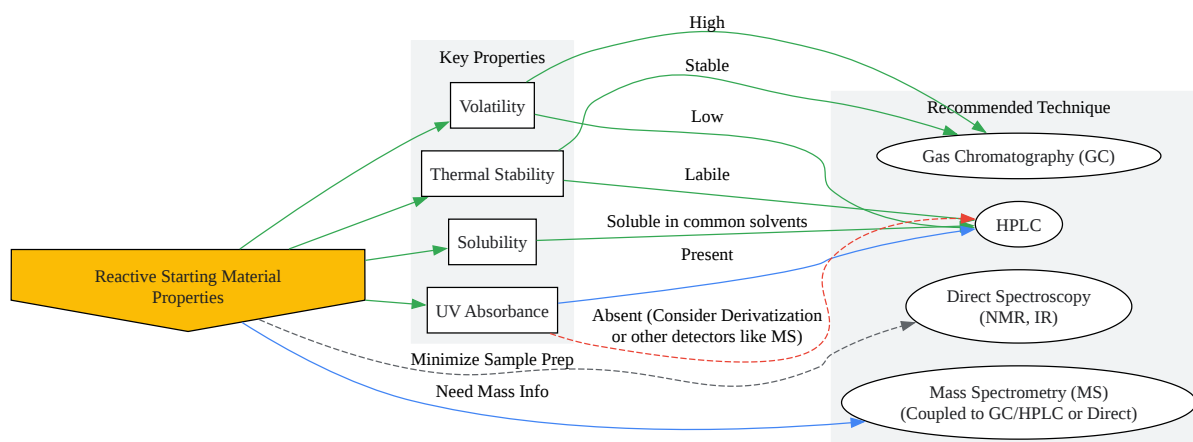 High
Key Properties
Stable
Volatility
Recommended Technique
Low
Gas Chromatography (GC)
Thermal Stability
Labile
Soluble in common solvents
HPLC
Solubility
Present
Reactive Starting Material
Properties
UV Absorbance
Absent (Consider Derivatization
or other detectors like MS)
Direct Spectroscopy
(NMR, IR)
Minimize Sample Prep
Need Mass Info
Mass Spectrometry (MS)
(Coupled to GC/HPLC or Direct)